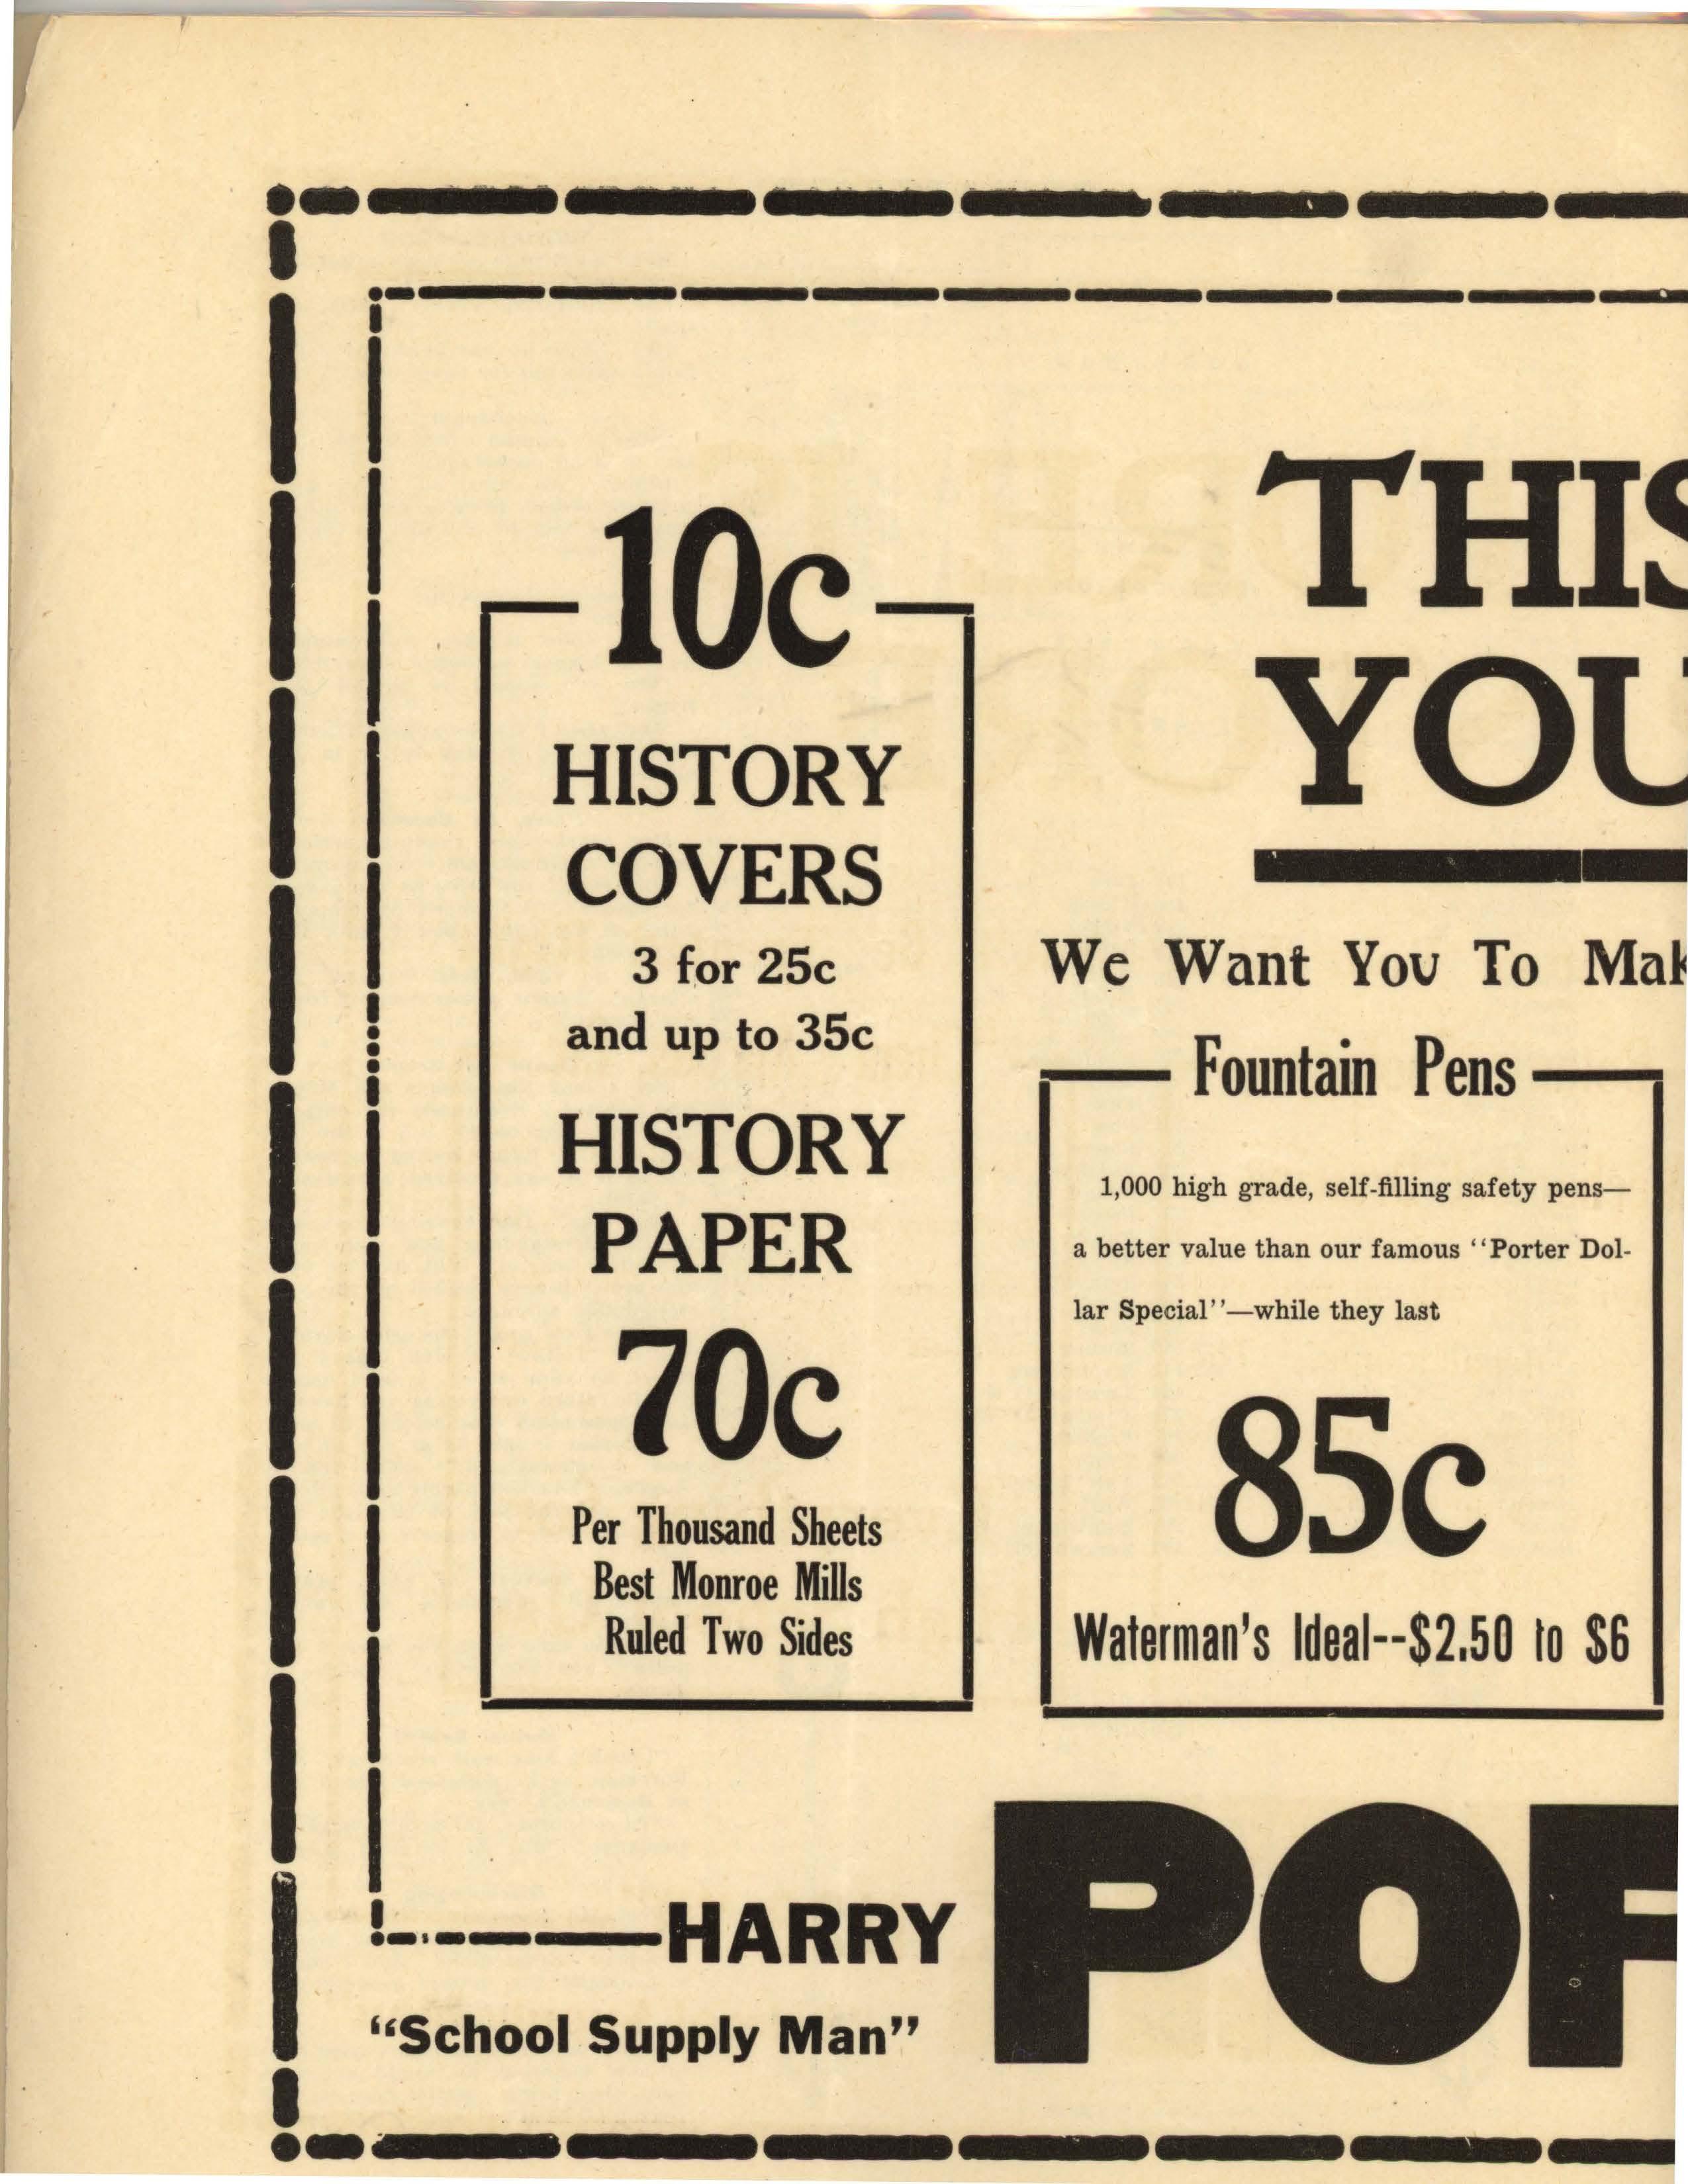 10c
HISTORY
COVERS
3 for 25c
and up to 35c
HISTORY
PAPER
70c
Per Thousand Sheets
Best Monroe Mills
Ruled Two Sides
THIS
YOU
We Want You To Mak
Fountain Pens
1,000 high grade, self-filling safety pens—
a better value than our famous ‘‘Porter Dol-
lar Special’’—while they last
85c
Waterman's Ideal--$2.50 to $6
HARRY
“School Supply Man”
PO